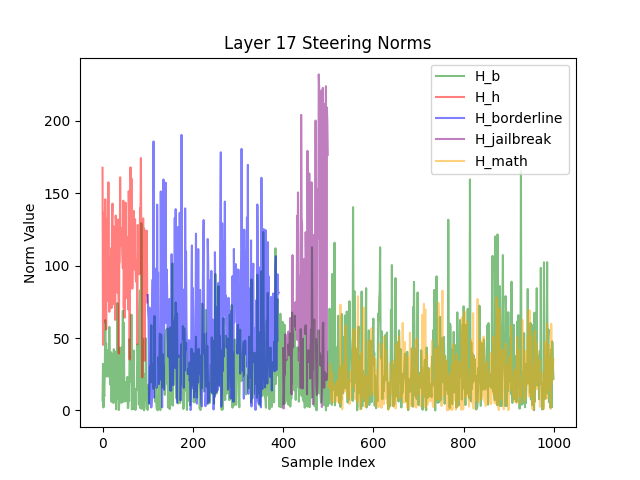 Layer 17 Steering Norms
H_b
H_h
H_borderline
H_jailbreak
H_math
200
150
100
50
0
Norm Value
0 200 400 600 800 1000
Sample Index